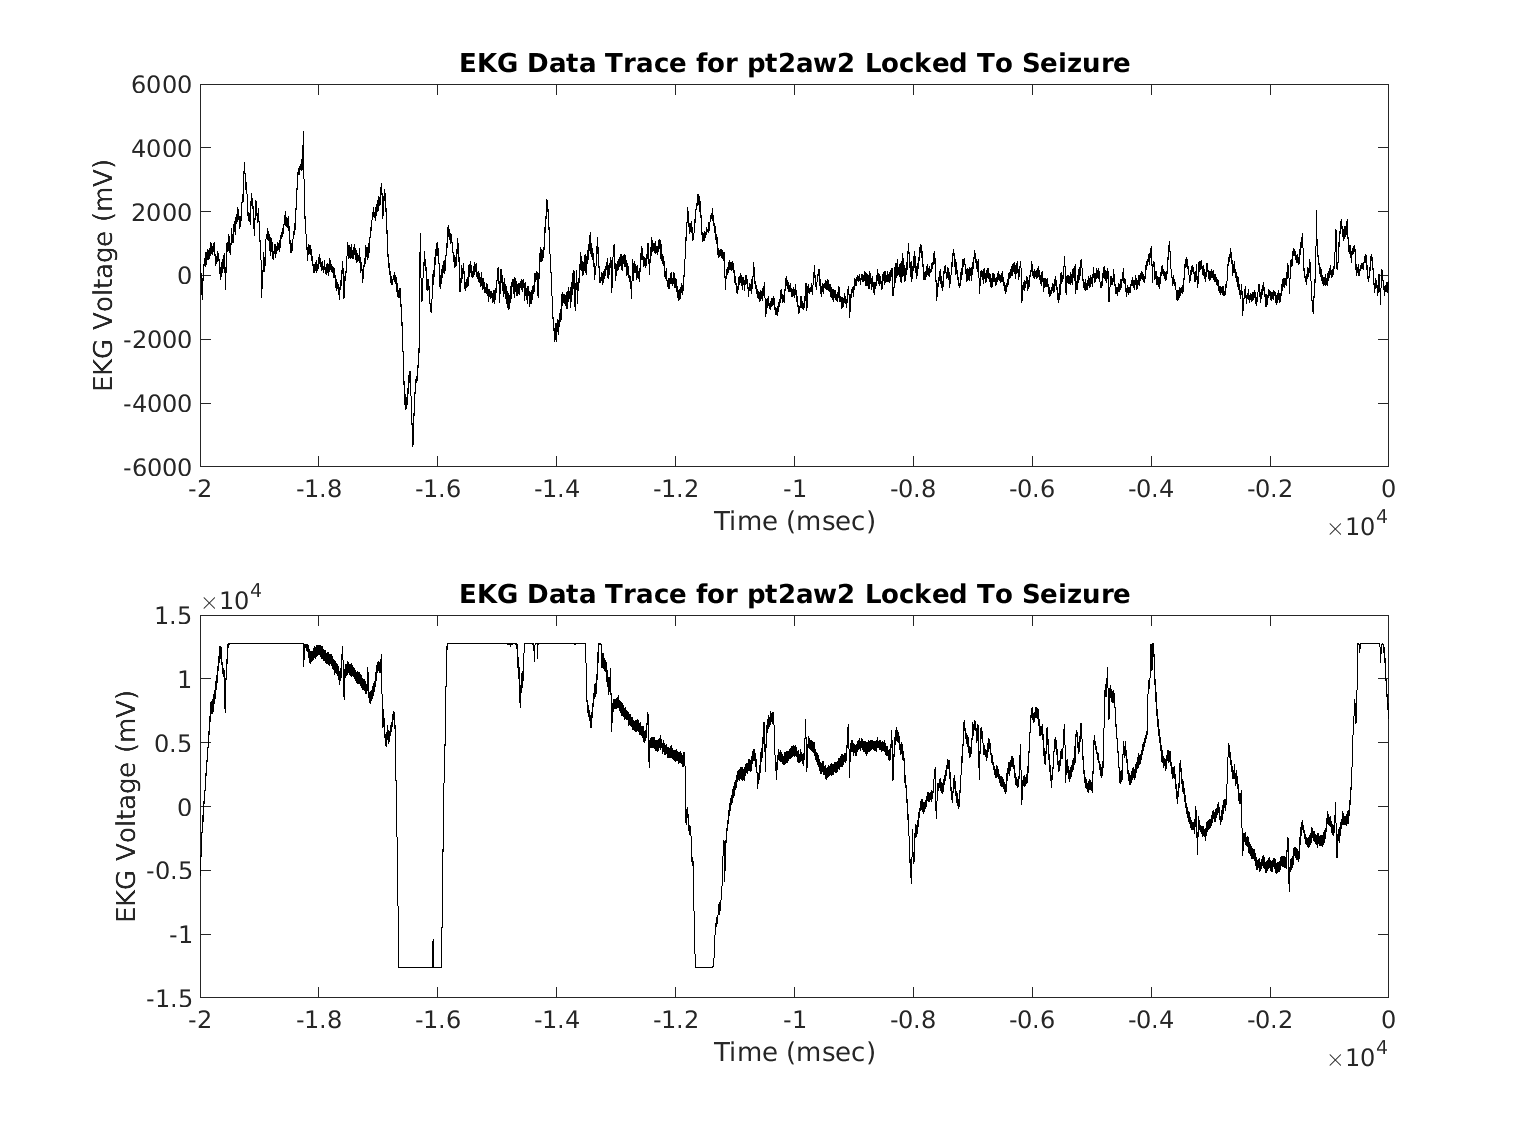 EKG Data Trace for pt2aw2 Locked To Seizure
6000
4000
2000
0
-2000
-4000
-6000
EKG Voltage (mV)
-2 -1.8 -1.6 -1.4 -1.2 -1 -0.8 -0.6 -0.4 -0.2 0
Time (msec)
×10^4
EKG Data Trace for pt2aw2 Locked To Seizure
×10^4
1.5
1
0.5
0
-0.5
-1
-1.5
EKG Voltage (mV)
-2 -1.8 -1.6 -1.4 -1.2 -1 -0.8 -0.6 -0.4 -0.2 0
Time (msec)
×10^4